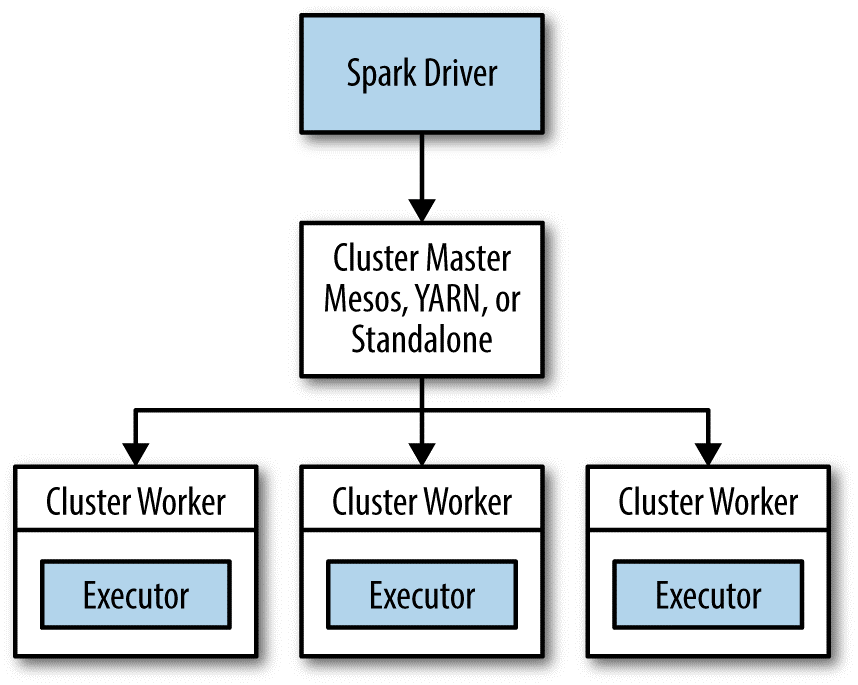 Spark Driver
Cluster Master
Mesos, YARN, or
Standalone
Cluster Worker
Cluster Worker
Cluster Worker
Executor
Executor
Executor